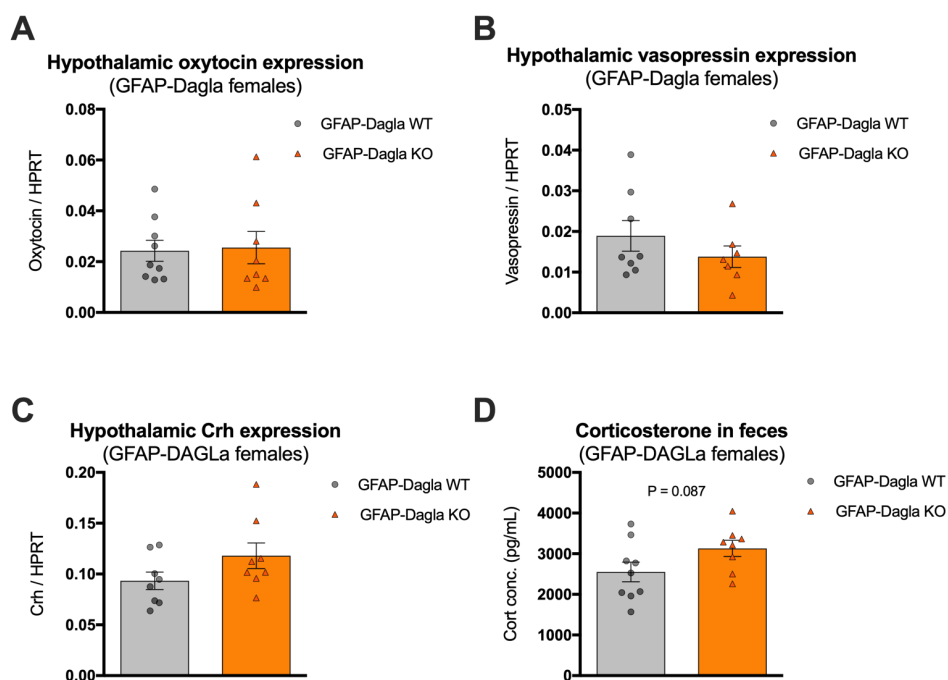 A
Hypothalamic oxytocin expression
(GFAP-Dagla females)
Oxytocin / HPRT
0.08
0.06
0.04
0.02
0.00
GFAP-Dagla WT
GFAP-Dagla KO
B
Hypothalamic vasopressin expression
(GFAP-Dagla females)
Vasopressin / HPRT
0.05
0.04
0.03
0.02
0.01
0.00
GFAP-Dagla WT
GFAP-Dagla KO
C
Hypothalamic Crh expression
(GFAP-DAGLa females)
Crh / HPRT
0.20
0.15
0.10
0.05
0.00
GFAP-Dagla WT
GFAP-Dagla KO
D
Corticosterone in feces
(GFAP-DAGLa females)
Cort conc. (pg/mL)
5000
4000
3000
2000
1000
0
P = 0.087
GFAP-Dagla WT
GFAP-Dagla KO